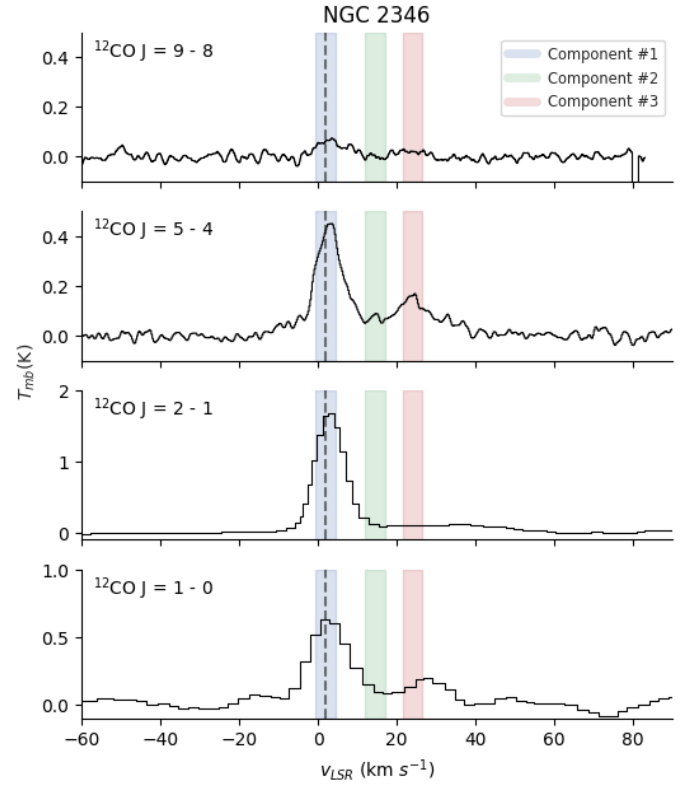 NGC 2346
¹²CO J = 9 - 8
Component #1
Component #2
Component #3
0.4
0.2
0.0
¹²CO J = 5 - 4
0.4
0.2
0.0
T_mb(K)
¹²CO J = 2 - 1
2
1
0
¹²CO J = 1 - 0
1.0
0.5
0.0
−60 −40 −20 0 20 40 60 80
v_LSR (km s⁻¹)